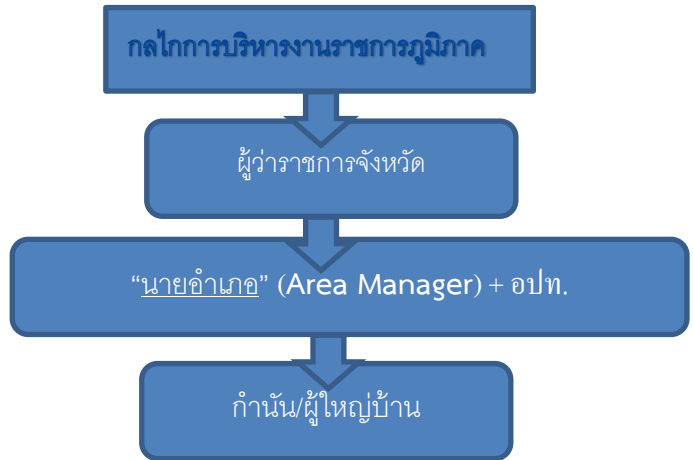 กลไกการบริหารงานราชการภูมิภาค
ผู้ว่าราชการจังหวัด
“นายอำเภอ” (Area Manager) + อปท.
กำนัน/ผู้ใหญ่บ้าน